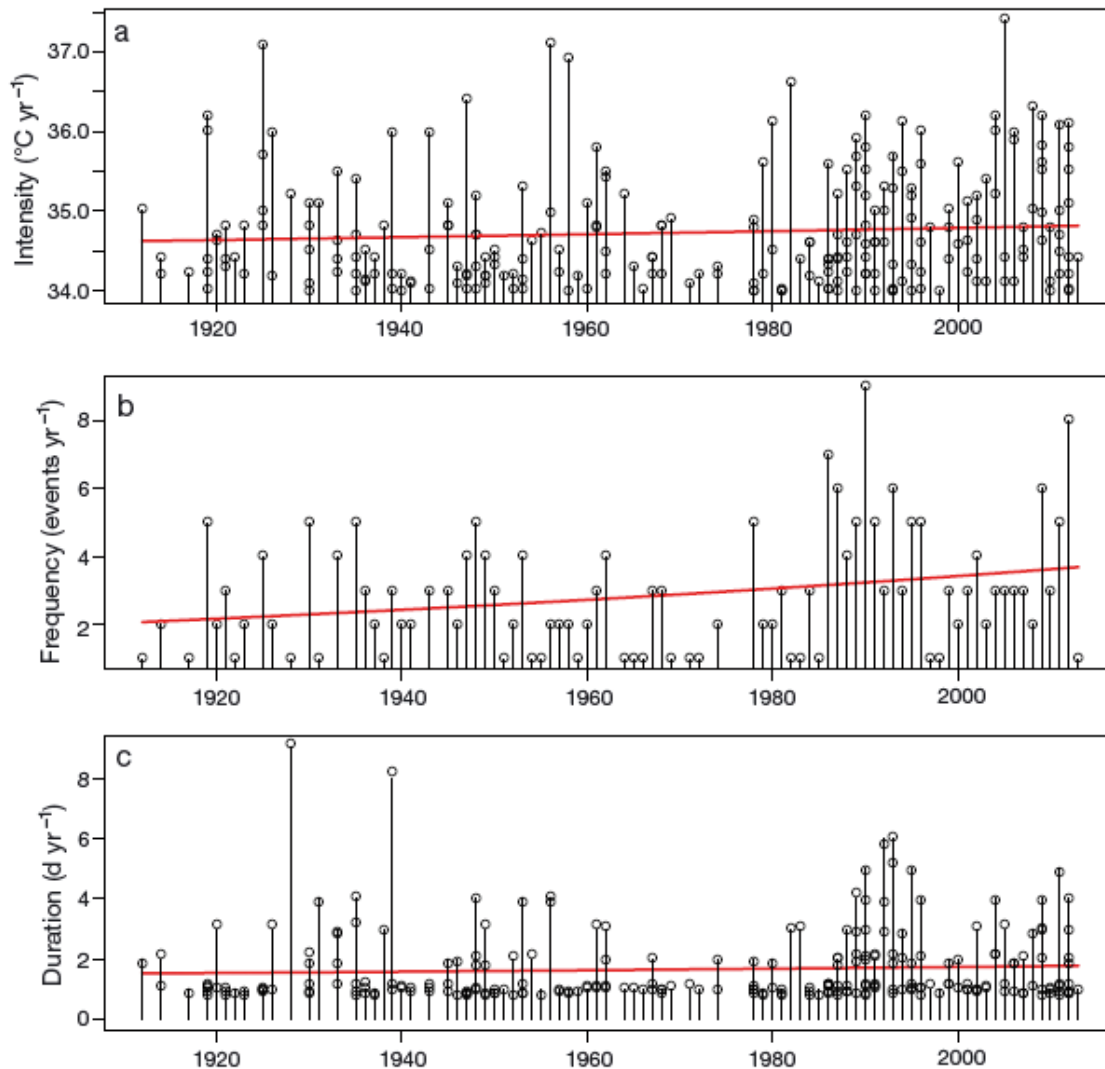 a
Intensity (°C yr⁻¹)
37.0
36.0
35.0
34.0
1920 1940 1960 1980 2000
b
Frequency (events yr⁻¹)
8
6
4
2
1920 1940 1960 1980 2000
c
Duration (d yr⁻¹)
8
6
4
2
0
1920 1940 1960 1980 2000